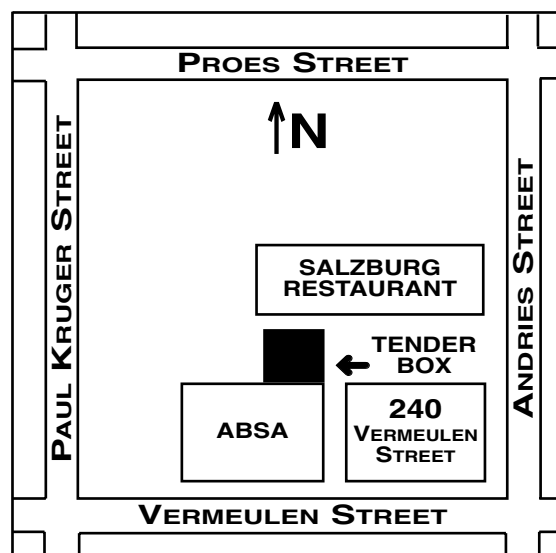 PROES STREET
N
PAUL KRUGER STREET
ANDRIES STREET
SALZBURG
RESTAURANT
TENDER
BOX
ABSA
240
VERMEULEN
STREET
VERMEULEN STREET